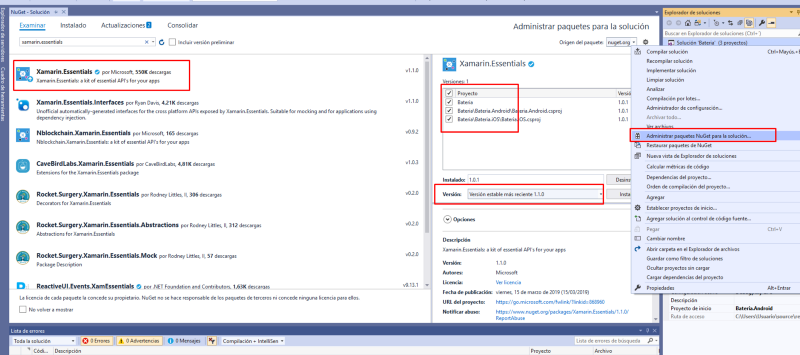 NuGet - Solución
Examinar
Instalado
Actualizaciones 2
Consolidar
Administrar paquetes para la solución
xamarin.essentials
Incluir versión preliminar
Origen del paquete: nuget.org
Xamarin.Essentials por Microsoft, 550K descargas
v1.1.0
Xamarin.Essentials: a kit of essential API's for your apps
Xamarin.Essentials.Interfaces por Ryan Davis, 4,21K descargas
v1.1.0
Unofficial automatically-generated interfaces for the cross platform APIs exposed by Xamarin.Essentials. Suitable for mocking and for applications using
dependency injection.
Nblockchain.Xamarin.Essentials por Microsoft, 165 descargas
v0.9.2
Xamarin.Essentials: a kit of essential API's for your apps
CaveBirdLabs.Xamarin.Essentials por CaveBirdLabs, 4,81K descargas
v1.0.3
Extensions for the Xamarin.Essentials package
Rocket.Surgery.Xamarin.Essentials por Rodney Littles, II, 306 descargas
v0.2.0
Decorators for Xamarin.Essentials
Rocket.Surgery.Xamarin.Essentials.Abstractions por Rodney Littles, II, 312 descargas
v0.2.0
Abstractions for Xamarin.Essentials
Rocket.Surgery.Xamarin.Essentials.Mock por Rodney Littles, II, 57 descargas
v0.2.0
Package Description
ReactiveUI.Events.XamEssentials por .NET Foundation and Contributors, 1,63K descargas
v9.13.1
La licencia de cada paquete la concede su propietario. NuGet no se hace responsable de los paquetes de terceros ni concede ninguna licencia para ellos.
No volver a mostrar
Xamarin.Essentials
Versiones: 1
Proyecto
Versió
Bateria
1.0.1
Bateria\Bateria.Android\Bateria.Android.csproj
1.0.1
Bateria\Bateria.iOS\Bateria.iOS.csproj
1.0.1
Instalado: 1.0.1
Desins
Versión: Versión estable más reciente 1.1.0
Insta
Opciones
Descripción
Xamarin.Essentials: a kit of essential API's for your apps
Versión: 1.1.0
Autores: Microsoft
Licencia: Ver licencia
Fecha de publicación: viernes, 15 de marzo de 2019 (15/03/2019)
URL del proyecto: https://go.microsoft.com/fwlink/?linkid=868960
Notificar abuso: https://www.nuget.org/packages/Xamarin.Essentials/1.1.0/
ReportAbuse
Explorador de soluciones
Buscar en Explorador de soluciones (Ctrl+')
Solución 'Bateria' (3 proyectos)
Compilar solución Ctrl+Mayús.+
Recompilar solución
Implementar solución
Limpiar solución
Analizar
Compilación por lotes...
Administrador de configuración...
Archivar todo...
Ver archivos
Administrar paquetes NuGet para la solución...
Restaurar paquetes de NuGet
Nueva vista de Explorador de soluciones
Calcular métricas de código
Dependencias del proyecto...
Orden de compilación del proyecto...
Agregar
Establecer proyectos de inicio...
Agregar solución al control de código fuente...
Pegar Ctrl+V
Cambiar nombre
Abrir carpeta en el Explorador de archivos
Guardar como filtro de soluciones
Ocultar proyectos sin cargar
Cargar dependencias del proyecto
Propiedades Alt+Entrar
Descripción
Proyecto de inicio Bateria.Android
Ruta de acceso
Explorador de servidores
Cuadro de herramientas
Lista de errores
Toda la solución
0 Errores
0 Advertencias
0 Mensajes
Compilación + IntelliSen
Lista de errores de búsqueda
Códi...
Descripción
Proyecto
Archivo